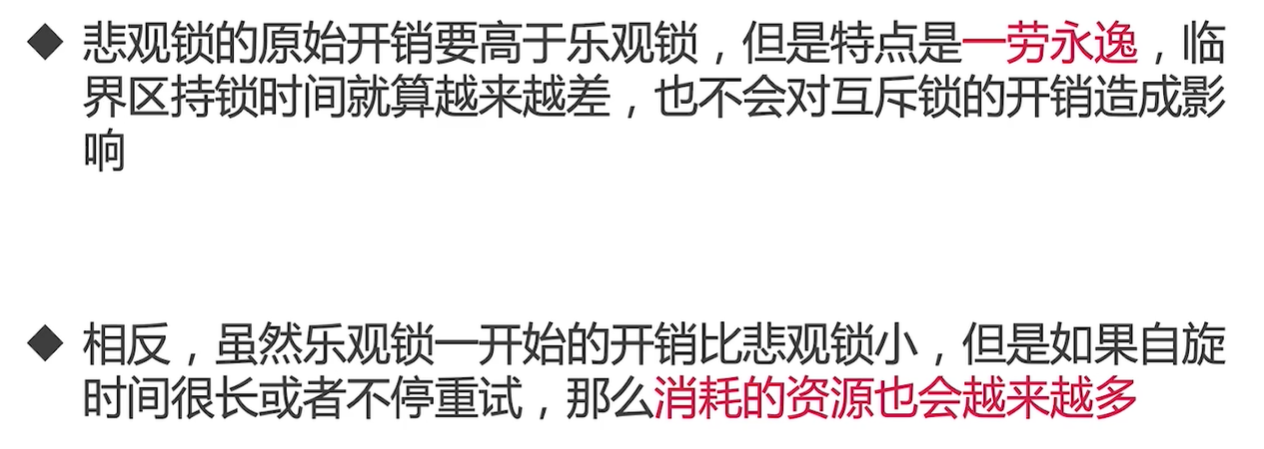 ◆ 悲观锁的原始开销要高于乐观锁，但是特点是一劳永逸，临
界区持锁时间就算越来越差，也不会对互斥锁的开销造成影
响
◆ 相反，虽然乐观锁一开始的开销比悲观锁小，但是如果自旋
时间很长或者不停重试，那么消耗的资源也会越来越多